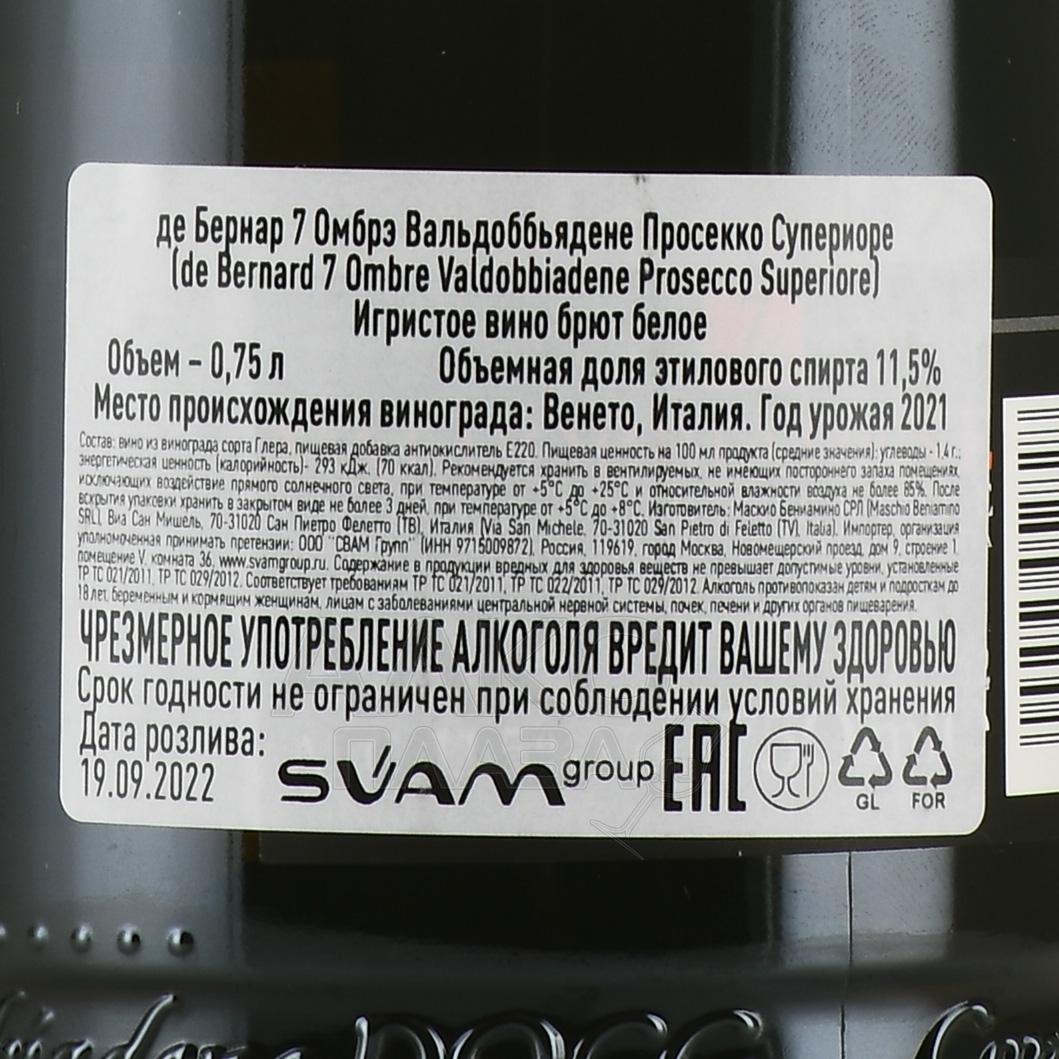 де Бернар 7 Омбрэ Вальдоббьядене Просекко Супериоре
(de Bernard 7 Ombre Valdobbiadene Prosecco Superiore)
Игристое вино брют белое
Объем – 0,75 л Объемная доля этилового спирта 11,5%
Место происхождения винограда: Венето, Италия. Год урожая 2021
Состав: вино из винограда сорта Глера, пищевая добавка антиокислитель Е220. Пищевая ценность на 100 мл продукта (средние значения): углеводы - 1,4 г.;
энергетическая ценность (калорийность)- 293 кДж, (70 ккал). Рекомендуется хранить в вентилируемых, не имеющих постороннего запаха помещениях,
исключающих воздействие прямого солнечного света, при температуре от +5°C до +25°C и относительной влажности воздуха не более 85%. После
вскрытия упаковки хранить в закрытом виде не более 3 дней, при температуре от +5°C до +8°C. Изготовитель: Маскио Бениамино СРЛ (Maschio Beniamino
SRL), Виа Сан Мишель, 70-31020 Сан Пиетро Фелетто (ТВ), Италия (Via San Michele, 70-31020 San Pietro di Feletto (TV), Italia). Импортер, организация
уполномоченная принимать претензии: ООО "СВАМ Групп" (ИНН 9715009872), Россия, 119619, город Москва, Новомещерский проезд, дом 9, строение 1,
помещение V, комната 36, www.svamgroup.ru. Содержание в продукции вредных для здоровья веществ не превышает допустимые уровни, установленные
ТР ТС 021/2011, ТР ТС 029/2012. Соответствует требованиям ТР ТС 021/2011, ТР ТС 022/2011, ТР ТС 029/2012. Алкоголь противопоказан детям и подросткам до
18 лет, беременным и кормящим женщинам, лицам с заболеваниями центральной нервной системы, почек, печени и других органов пищеварения.
ЧРЕЗМЕРНОЕ УПОТРЕБЛЕНИЕ АЛКОГОЛЯ ВРЕДИТ ВАШЕМУ ЗДОРОВЬЮ
Срок годности не ограничен при соблюдении условий хранения
Дата розлива:
19.09.2022
SVAM group EAC
GL FOR
DOCG